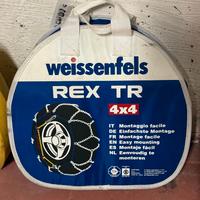 weissenfels
REX TR
4x4
IT Montaggio facile
DE Einfachste Montage
FR Montage facile
EN Easy mounting
ES Montaje fácil
NL Eenvoudig te
monteren